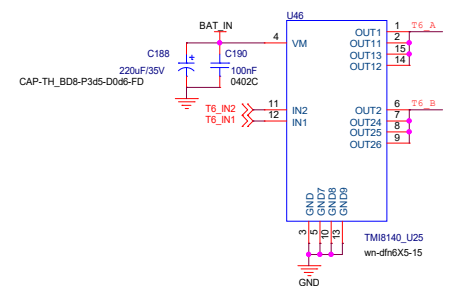 U46
BAT_IN
1
T6_A
OUT1
2
OUT11
15
OUT13
14
OUT12
4
VM
C188
C190
220uF/35V
100nF
CAP-TH_BD8-P3d5-D0d6-FD
0402C
T6_IN2
11
IN2
T6_IN1
12
IN1
6
T6_B
OUT2
7
OUT24
8
OUT25
9
OUT26
GND
GND7
GND8
GND9
3
5
10
13
TMI8140_U25
wn-dfn6X5-15
GND